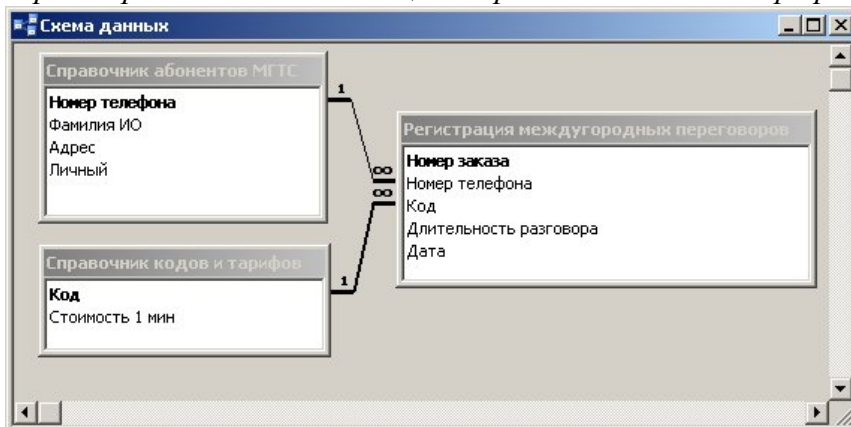 Схема данных
Справочник абонентов МГТС
Номер телефона
Фамилия ИО
Адрес
Личный
1
∞
∞
1
Регистрация междугородных переговоров
Номер заказа
Номер телефона
Код
Длительность разговора
Дата
Справочник кодов и тарифов
Код
Стоимость 1 мин